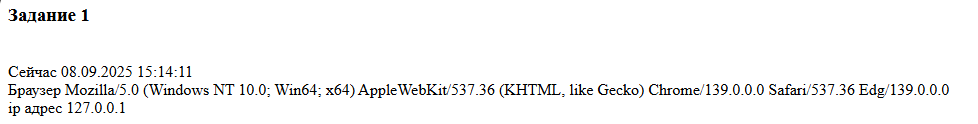 Задание 1
Сейчас 08.09.2025 15:14:11
Браузер Mozilla/5.0 (Windows NT 10.0; Win64; x64) AppleWebKit/537.36 (KHTML, like Gecko) Chrome/139.0.0.0 Safari/537.36 Edg/139.0.0.0
ip адрес 127.0.0.1